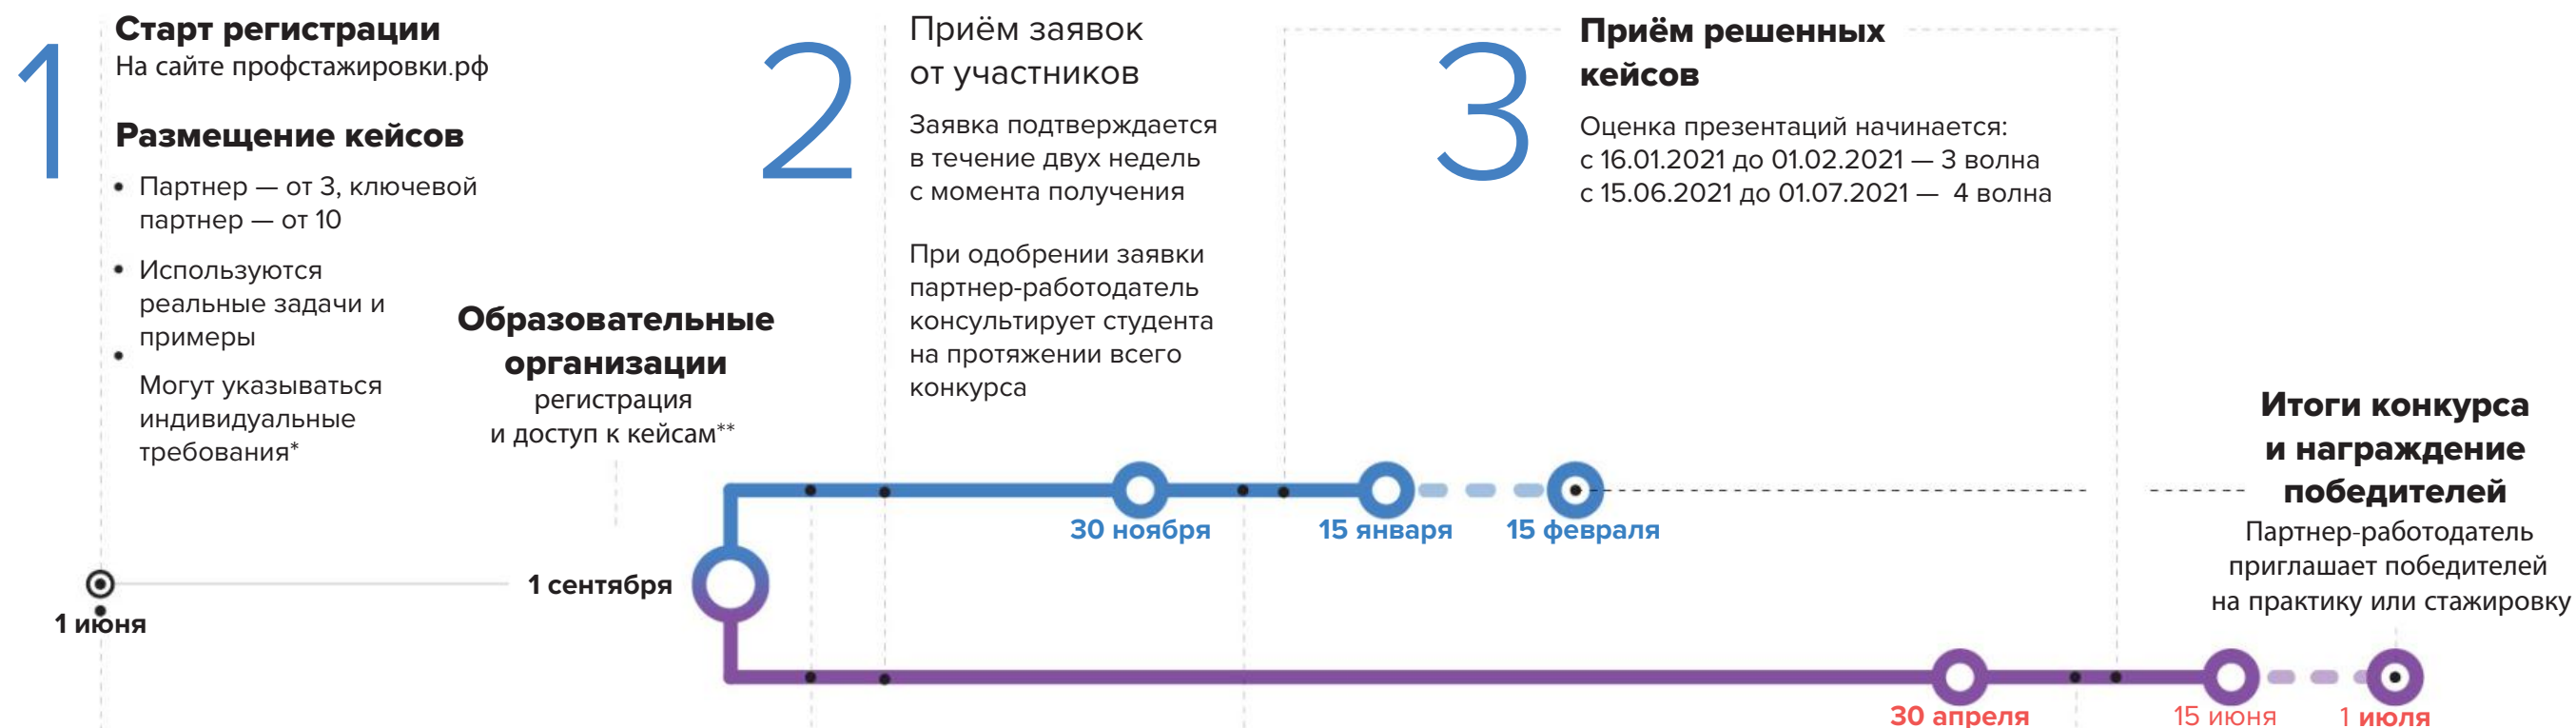 1
Старт регистрации
На сайте профстажировки.рф
Размещение кейсов
• Партнер — от 3, ключевой
партнер — от 10
• Используются
реальные задачи и
примеры
•
Могут указываться
индивидуальные
требования*
Образовательные
организации
регистрация
и доступ к кейсам**
2
Приём заявок
от участников
Заявка подтверждается
в течение двух недель
с момента получения
При одобрении заявки
партнер-работодатель
консультирует студента
на протяжении всего
конкурса
3
Приём решенных
кейсов
Оценка презентаций начинается:
с 16.01.2021 до 01.02.2021 — 3 волна
с 15.06.2021 до 01.07.2021 — 4 волна
Итоги конкурса
и награждение
победителей
Партнер-работодатель
приглашает победителей
на практику или стажировку
30 ноября
15 января
15 февраля
1 сентября
1 июня
30 апреля
15 июня
1 июля